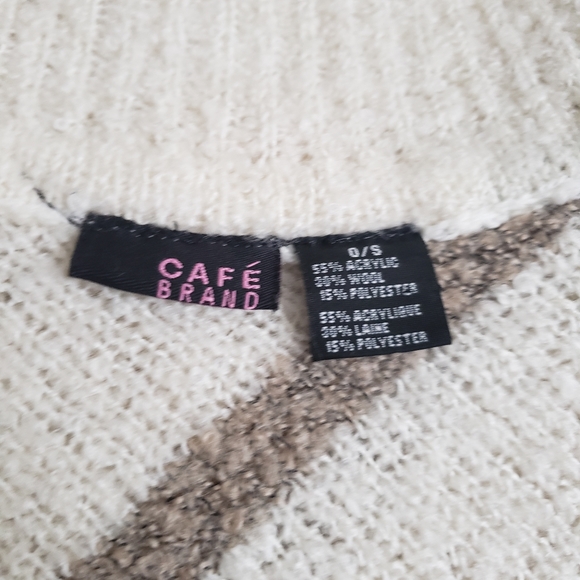 CAFÉ
BRAND
O/S
55% ACRYLIC
30% WOOL
15% POLYESTER
55% ACRYLIQUE
30% LAINE
15% POLYESTER